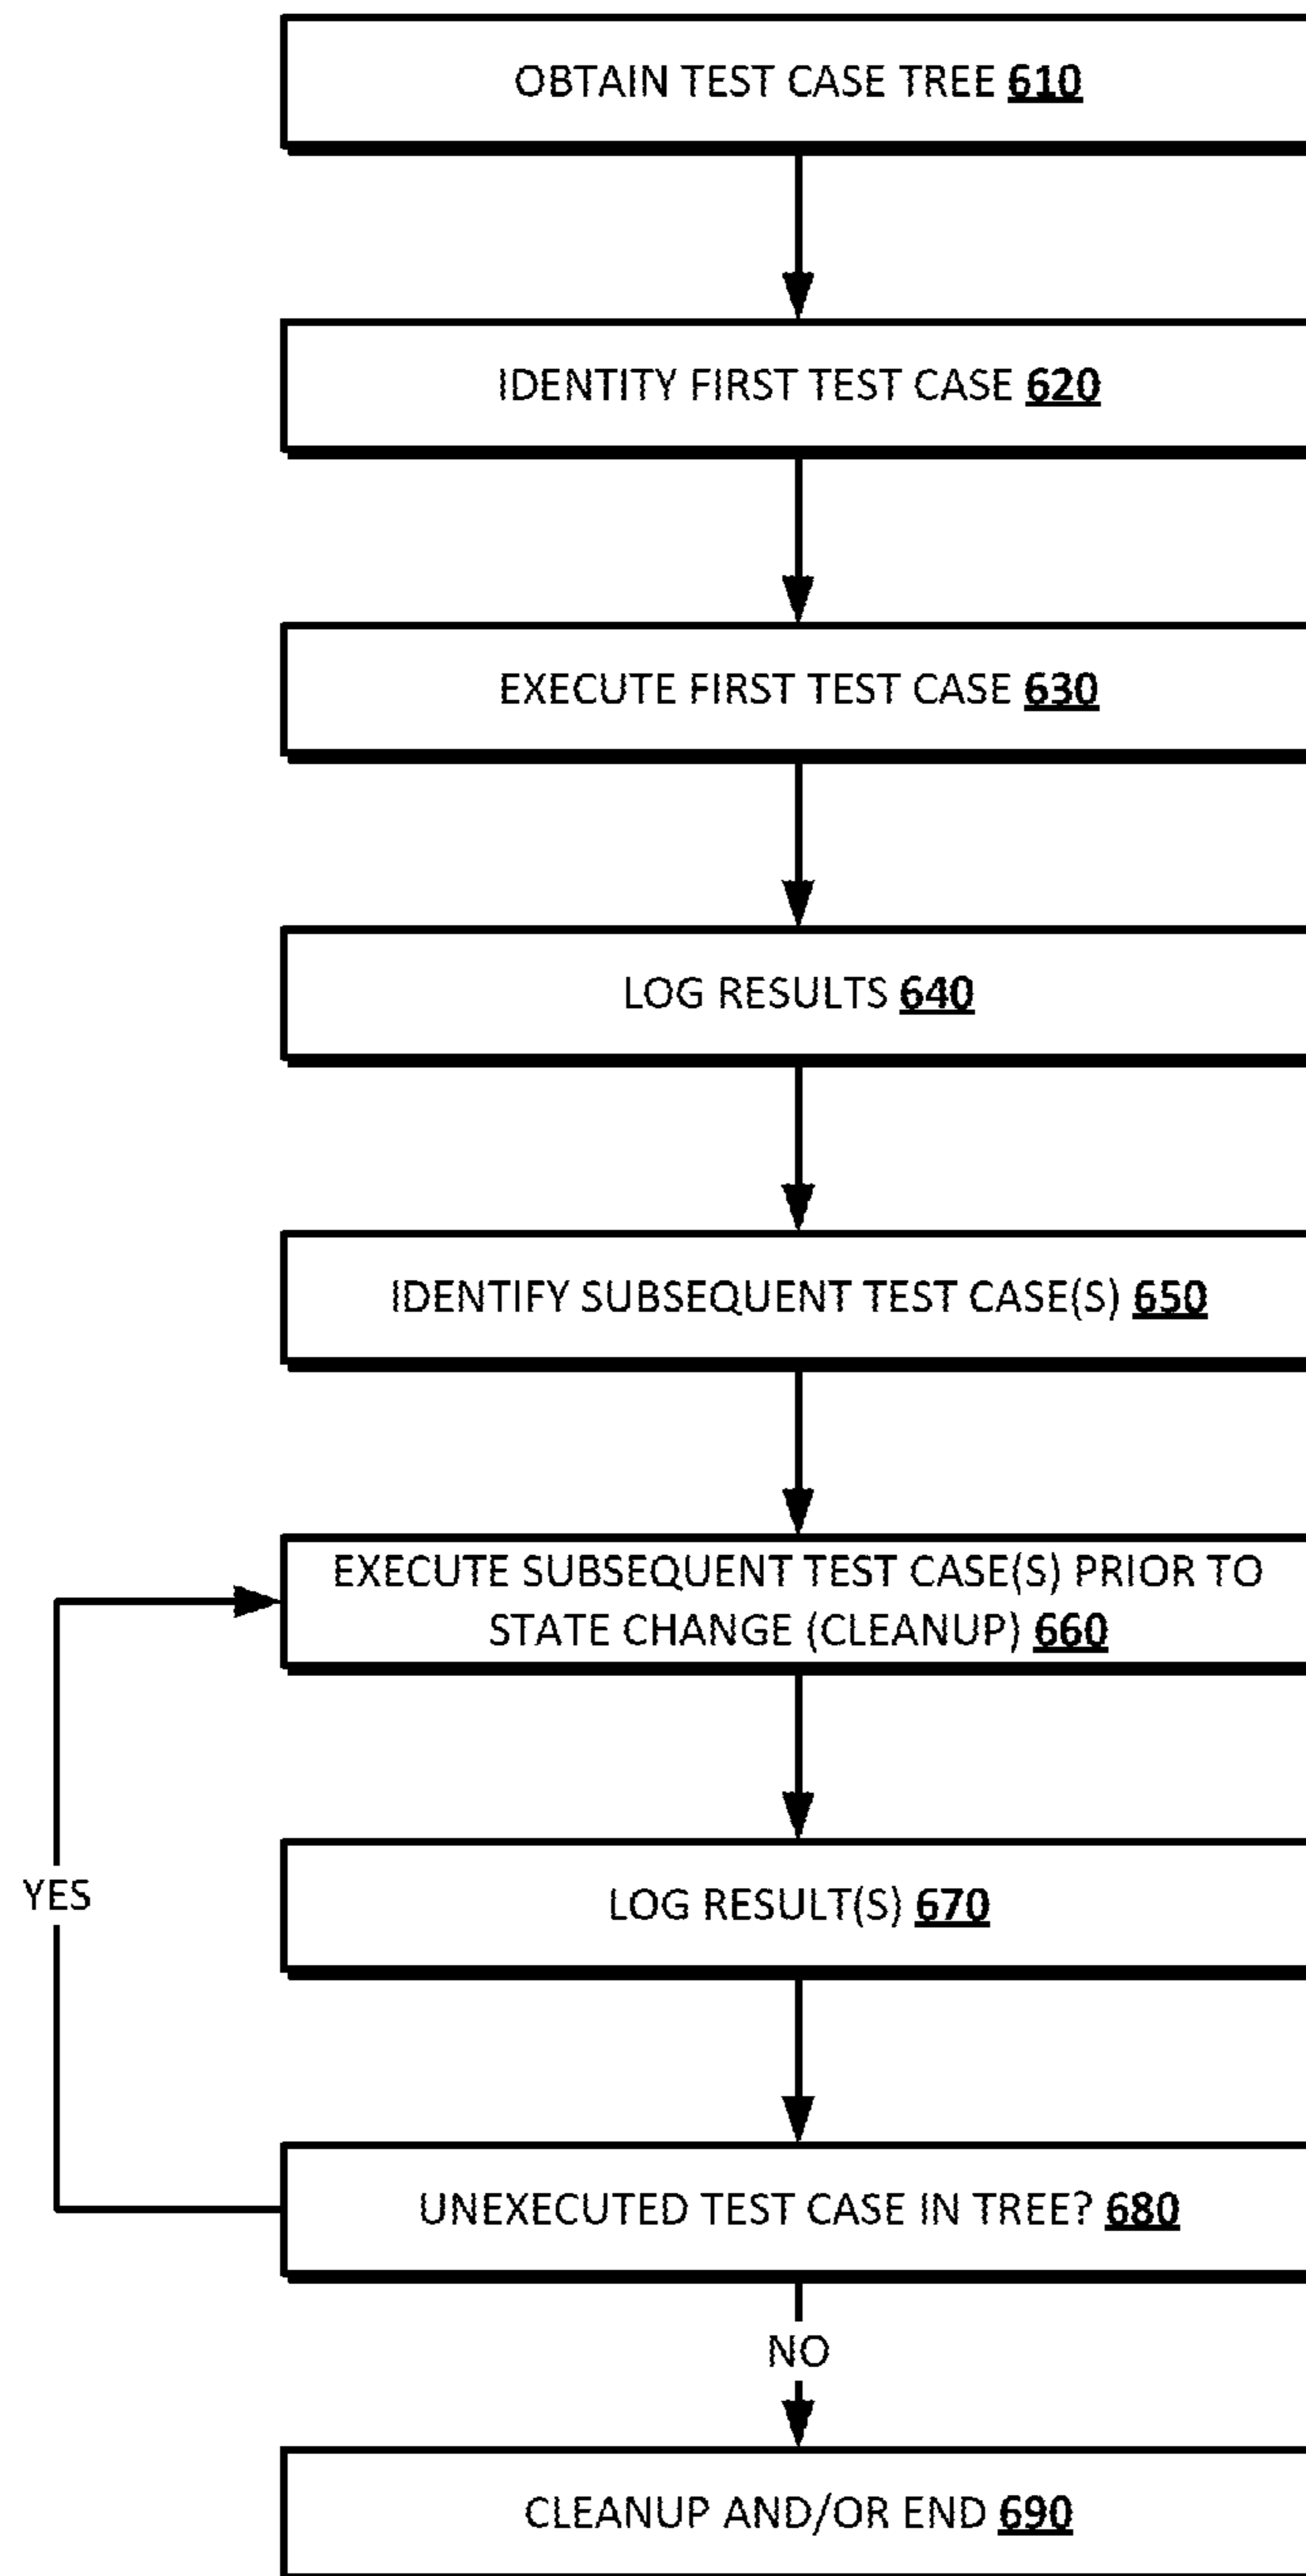 OBTAIN TEST CASE TREE 610
IDENTITY FIRST TEST CASE 620
EXECUTE FIRST TEST CASE 630
LOG RESULTS 640
IDENTIFY SUBSEQUENT TEST CASE(S) 650
EXECUTE SUBSEQUENT TEST CASE(S) PRIOR TO
STATE CHANGE (CLEANUP) 660
YES
LOG RESULT(S) 670
UNEXECUTED TEST CASE IN TREE? 680
NO
CLEANUP AND/OR END 690